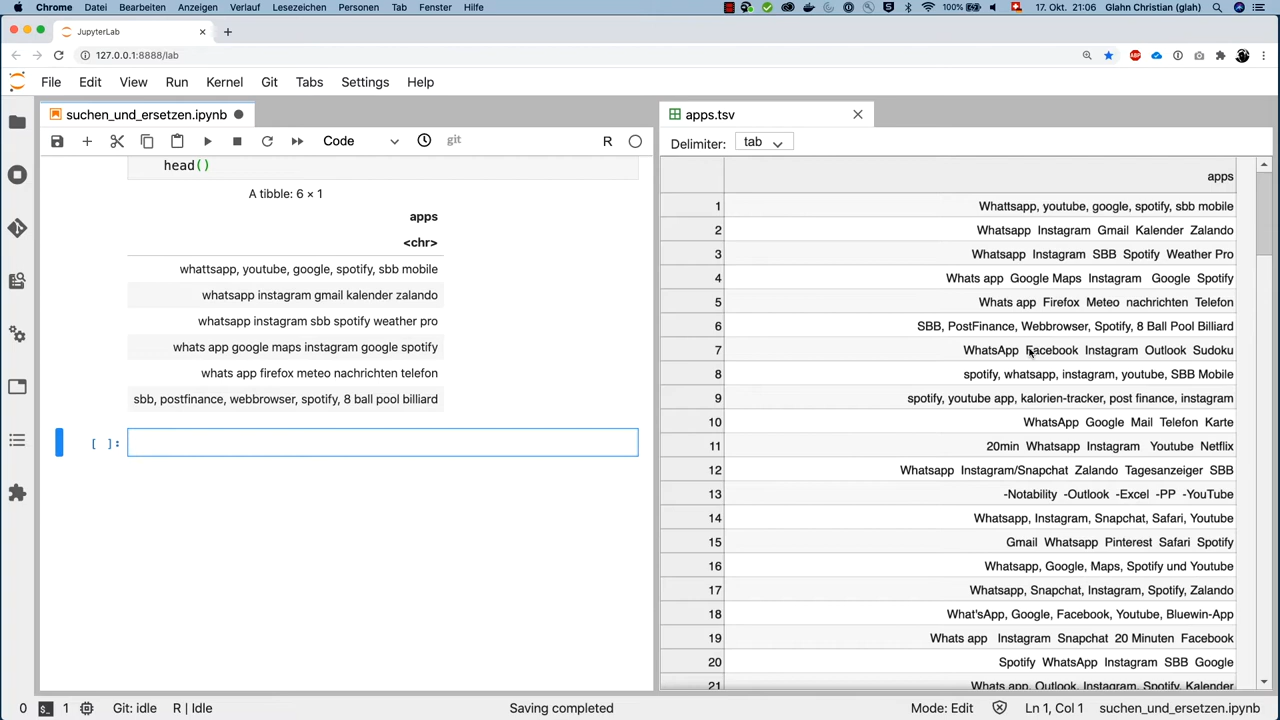 Chrome Datei Bearbeiten Anzeigen Verlauf Lesezeichen Personen Tab Fenster Hilfe 100% 17. Okt. 21:06 Glahn Christian (glah)
JupyterLab
127.0.0.1:8888/lab
File Edit View Run Kernel Git Tabs Settings Help
suchen_und_ersetzen.ipynb
Code git R
head()
A tibble: 6 × 1
apps
<chr>
whattsapp, youtube, google, spotify, sbb mobile
whatsapp instagram gmail kalender zalando
whatsapp instagram sbb spotify weather pro
whats app google maps instagram google spotify
whats app firefox meteo nachrichten telefon
sbb, postfinance, webbrowser, spotify, 8 ball pool billiard
[ ]:
apps.tsv
Delimiter: tab
apps
1 Whattsapp, youtube, google, spotify, sbb mobile
2 Whatsapp Instagram Gmail Kalender Zalando
3 Whatsapp Instagram SBB Spotify Weather Pro
4 Whats app Google Maps Instagram Google Spotify
5 Whats app Firefox Meteo nachrichten Telefon
6 SBB, PostFinance, Webbrowser, Spotify, 8 Ball Pool Billiard
7 WhatsApp Facebook Instagram Outlook Sudoku
8 spotify, whatsapp, instagram, youtube, SBB Mobile
9 spotify, youtube app, kalorien-tracker, post finance, instagram
10 WhatsApp Google Mail Telefon Karte
11 20min Whatsapp Instagram Youtube Netflix
12 Whatsapp Instagram/Snapchat Zalando Tagesanzeiger SBB
13 -Notability -Outlook -Excel -PP -YouTube
14 Whatsapp, Instagram, Snapchat, Safari, Youtube
15 Gmail Whatsapp Pinterest Safari Spotify
16 Whatsapp, Google, Maps, Spotify und Youtube
17 Whatsapp, Snapchat, Instagram, Spotify, Zalando
18 What'sApp, Google, Facebook, Youtube, Bluewin-App
19 Whats app Instagram Snapchat 20 Minuten Facebook
20 Spotify WhatsApp Instagram SBB Google
21 Whats app, Outlook, Instagram, Spotify, Kalender
0 1 Git: idle R | Idle Saving completed Mode: Edit Ln 1, Col 1 suchen_und_ersetzen.ipynb